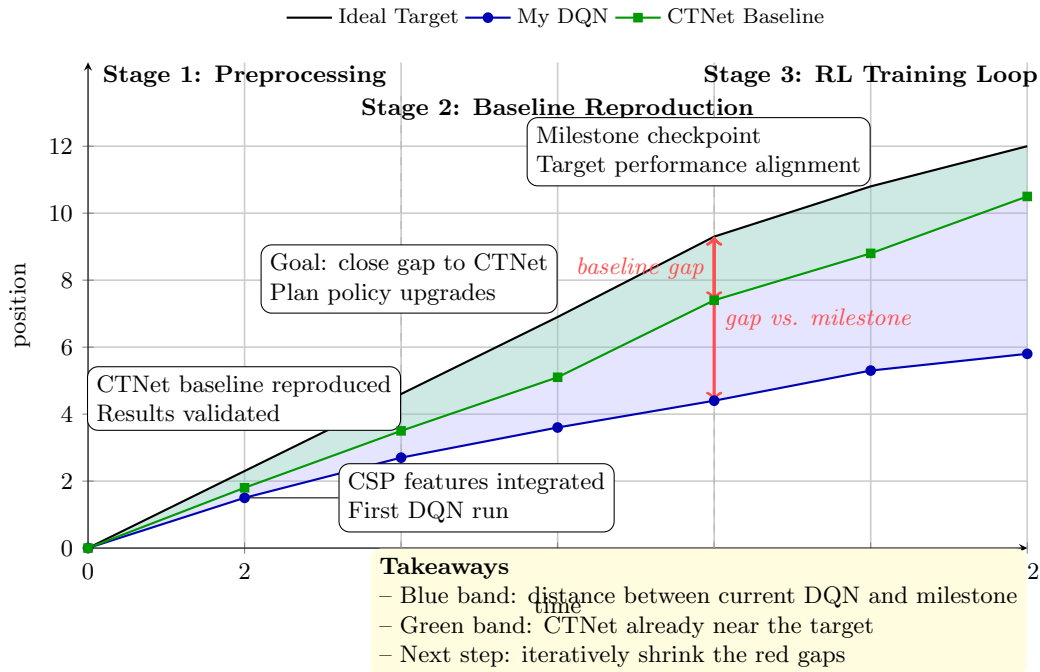 Ideal Target My DQN CTNet Baseline
Stage 1: Preprocessing
Stage 3: RL Training Loop
Stage 2: Baseline Reproduction
Milestone checkpoint
Target performance alignment
12
10
8
6
4
2
0
position
Goal: close gap to CTNet
Plan policy upgrades
baseline gap
gap vs. milestone
CTNet baseline reproduced
Results validated
CSP features integrated
First DQN run
0 2 2
time
Takeaways
– Blue band: distance between current DQN and milestone
– Green band: CTNet already near the target
– Next step: iteratively shrink the red gaps